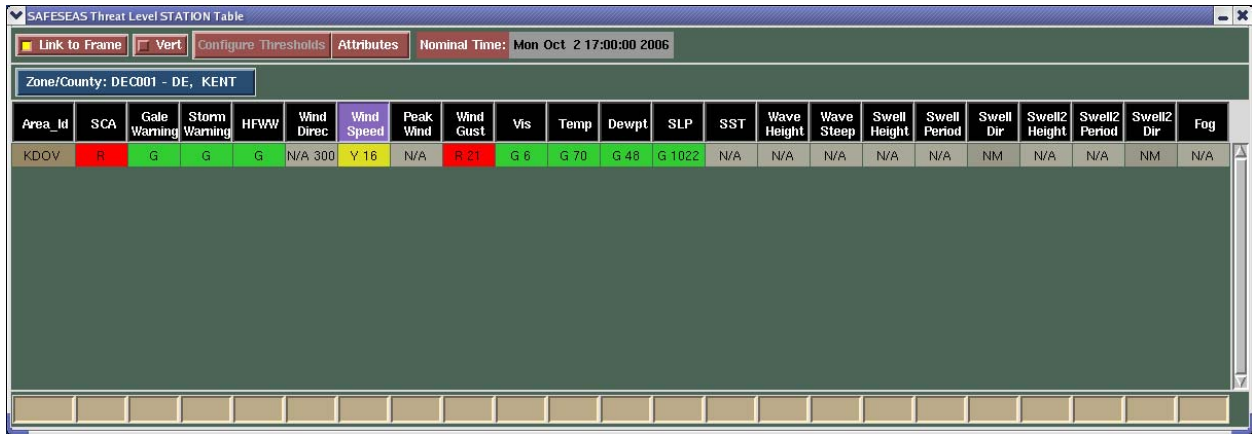 SAFESEAS Threat Level STATION Table
Link to Frame Vert Configure Thresholds Attributes Nominal Time: Mon Oct 2 17:00:00 2006
Zone/County: DEC001 - DE, KENT
Area_Id SCA Gale Warning Storm Warning HFWW Wind Direc Wind Speed Peak Wind Wind Gust Vis Temp Dewpt SLP SST Wave Height Wave Steep Swell Height Swell Period Swell Dir Swell2 Height Swell2 Period Swell2 Dir Fog
KDOV R G G G N/A 300 Y 16 N/A R 21 G 6 G 70 G 48 G 1022 N/A N/A N/A N/A N/A NM N/A N/A NM N/A